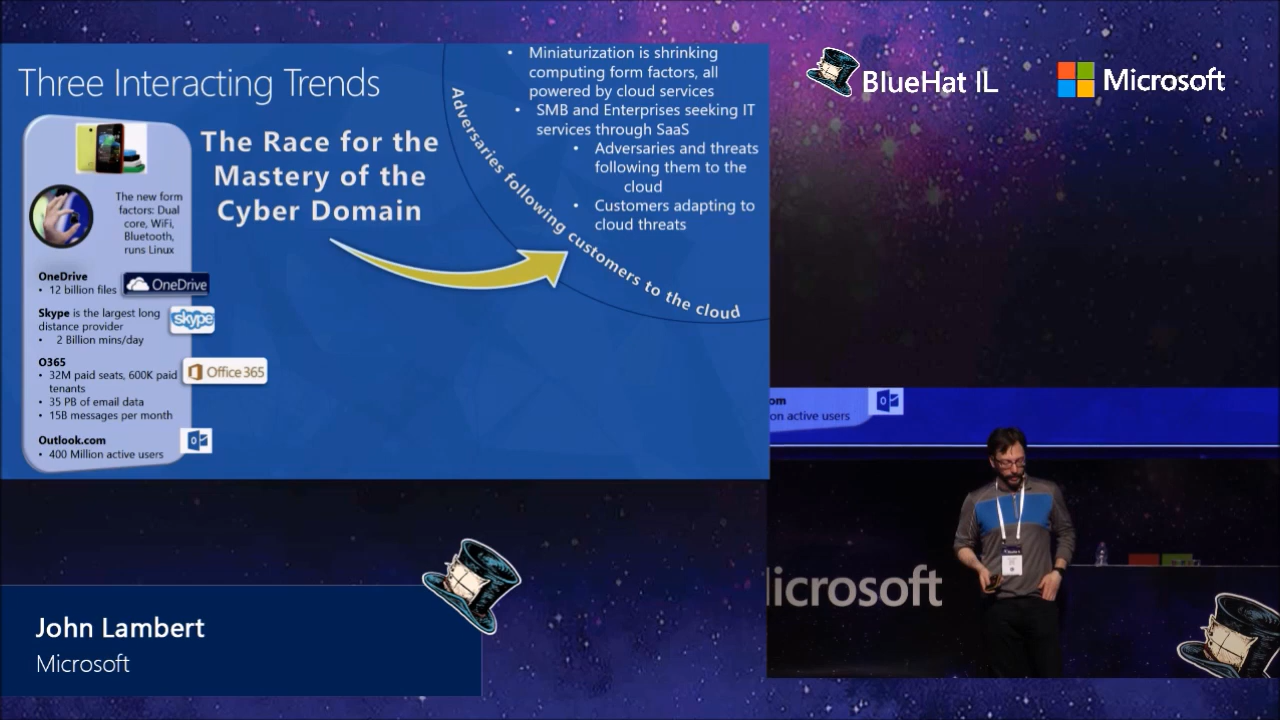 Three Interacting Trends
The Race for the
Mastery of the
Cyber Domain
The new form
factors: Dual
core, WiFi,
Bluetooth,
runs Linux
OneDrive
• 12 billion files
OneDrive
Skype is the largest long
distance provider
• 2 Billion mins/day
skype
O365
• 32M paid seats, 600K paid
tenants
• 35 PB of email data
• 15B messages per month
Office 365
Outlook.com
• 400 Million active users
• Miniaturization is shrinking
computing form factors, all
powered by cloud services
• SMB and Enterprises seeking IT
services through SaaS
• Adversaries and threats
following them to the
cloud
• Customers adapting to
cloud threats
Adversaries following customers to the cloud
BlueHat IL
Microsoft
om
on active users
icrosoft
John Lambert
Microsoft